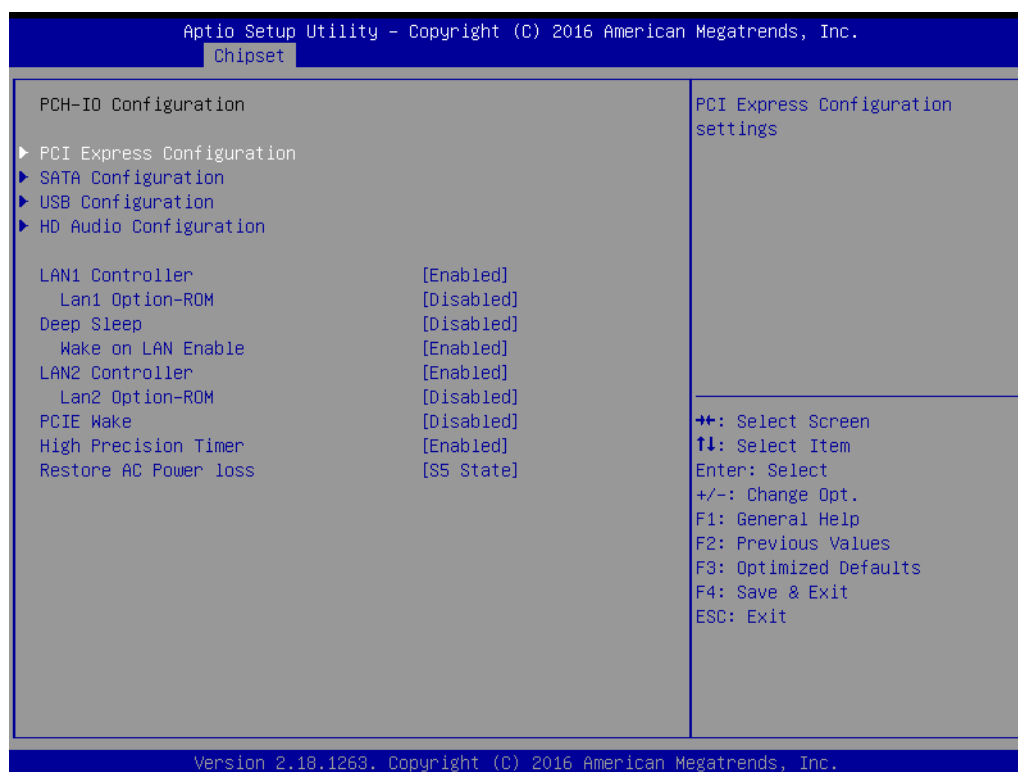 Aptio Setup Utility – Copyright (C) 2016 American Megatrends, Inc.
Chipset
PCH-IO Configuration
PCI Express Configuration
SATA Configuration
USB Configuration
HD Audio Configuration
LAN1 Controller [Enabled]
Lan1 Option-ROM [Disabled]
Deep Sleep [Disabled]
Wake on LAN Enable [Enabled]
LAN2 Controller [Enabled]
Lan2 Option-ROM [Disabled]
PCIE Wake [Disabled]
High Precision Timer [Enabled]
Restore AC Power loss [S5 State]
PCI Express Configuration
settings
→←: Select Screen
↑↓: Select Item
Enter: Select
+/-: Change Opt.
F1: General Help
F2: Previous Values
F3: Optimized Defaults
F4: Save & Exit
ESC: Exit
Version 2.18.1263. Copyright (C) 2016 American Megatrends, Inc.